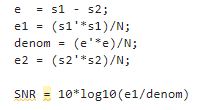 e = s1 - s2;
e1 = (s1'*s1)/N;
denom = (e'*e)/N;
e2 = (s2'*s2)/N;
SNR = 10*log10(e1/denom)